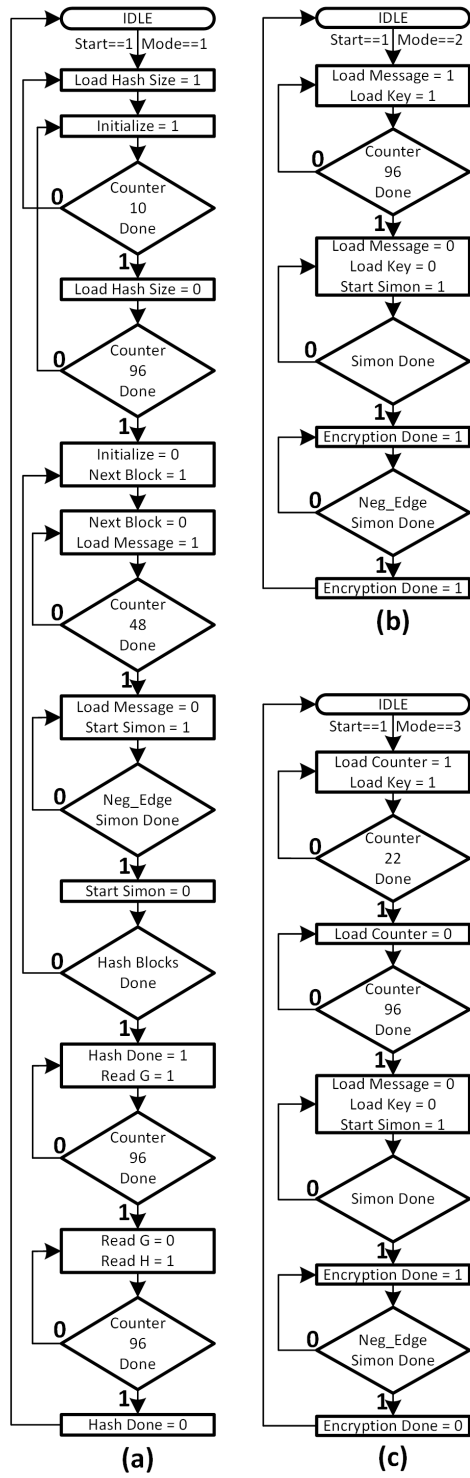 IDLE
Start==1 Mode==1
Load Hash Size = 1
Initialize = 1
Counter
10
Done
0
1
Load Hash Size = 0
Counter
96
Done
0
1
Initialize = 0
Next Block = 1
Next Block = 0
Load Message = 1
Counter
48
Done
0
1
Load Message = 0
Start Simon = 1
Neg_Edge
Simon Done
0
1
Start Simon = 0
Hash Blocks
Done
0
1
Hash Done = 1
Read G = 1
Counter
96
Done
0
1
Read G = 0
Read H = 1
Counter
96
Done
0
1
Hash Done = 0
(a)
IDLE
Start==1 Mode==2
Load Message = 1
Load Key = 1
Counter
96
Done
0
1
Load Message = 0
Load Key = 0
Start Simon = 1
Simon Done
0
1
Encryption Done = 1
Neg_Edge
Simon Done
0
1
Encryption Done = 1
(b)
IDLE
Start==1 Mode==3
Load Counter = 1
Load Key = 1
Counter
22
Done
0
1
Load Counter = 0
Counter
96
Done
0
1
Load Message = 0
Load Key = 0
Start Simon = 1
Simon Done
0
1
Encryption Done = 1
Neg_Edge
Simon Done
0
1
Encryption Done = 0
(c)